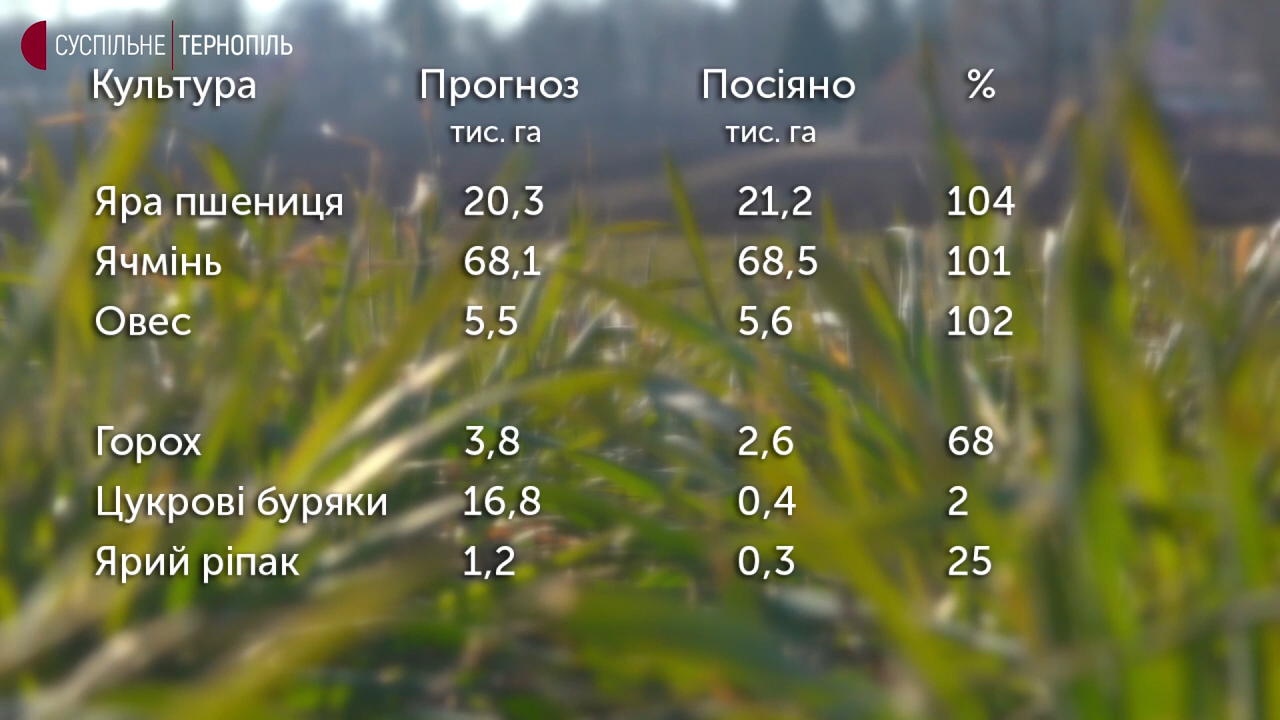 СУСПІЛЬНЕ ТЕРНОПІЛЬ
Культура Прогноз Посіяно %
тис. га тис. га
Яра пшениця 20,3 21,2 104
Ячмінь 68,1 68,5 101
Овес 5,5 5,6 102
Горох 3,8 2,6 68
Цукрові буряки 16,8 0,4 2
Ярий ріпак 1,2 0,3 25